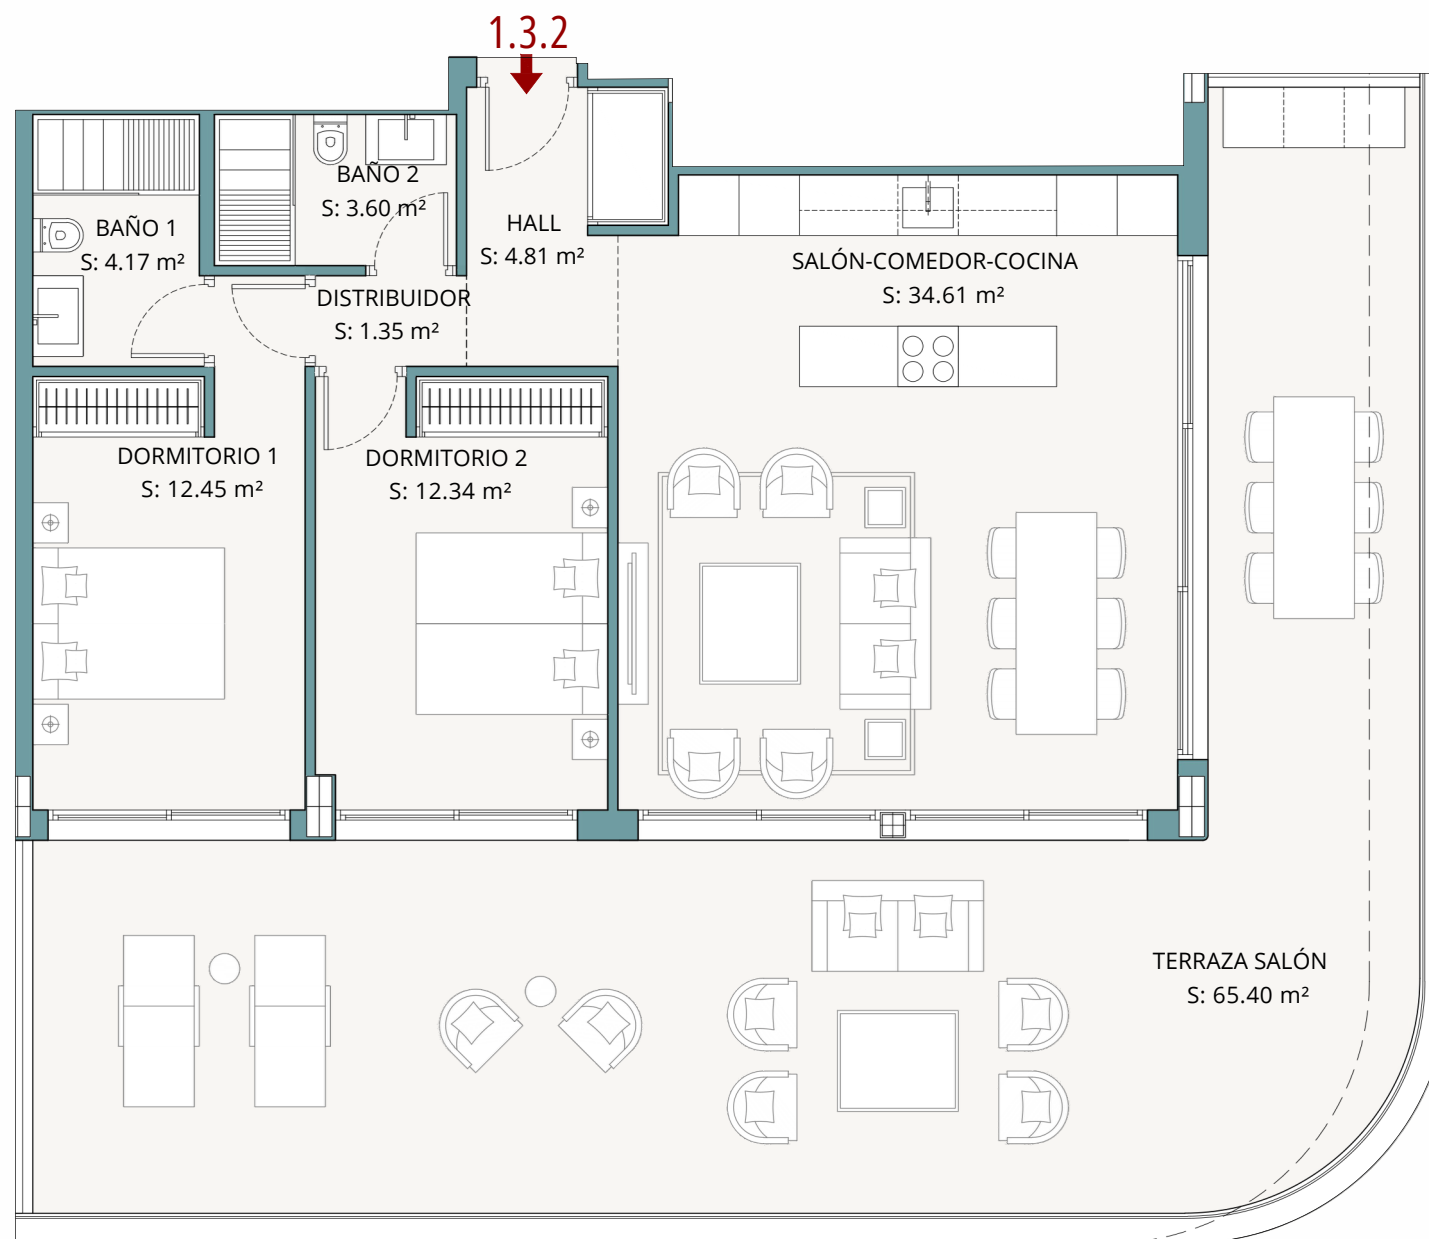 1.3.2
BAÑO 2
S: 3.60 m²
BAÑO 1
S: 4.17 m²
HALL
S: 4.81 m²
SALÓN-COMEDOR-COCINA
S: 34.61 m²
DISTRIBUIDOR
S: 1.35 m²
DORMITORIO 1
S: 12.45 m²
DORMITORIO 2
S: 12.34 m²
TERRAZA SALÓN
S: 65.40 m²